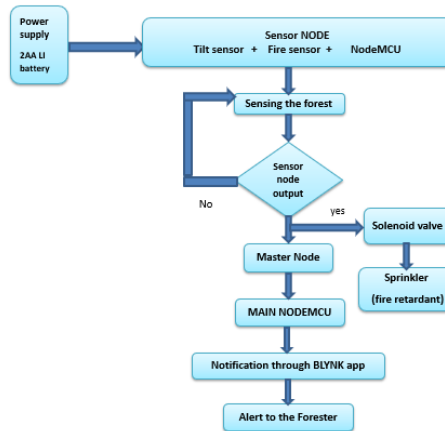 Power
supply
2AA LI
battery
Sensor NODE
Tilt sensor + Fire sensor + NodeMCU
Sensing the forest
Sensor
node
output
No
yes
Solenoid valve
Master Node
Sprinkler
(fire retardant)
MAIN NODEMCU
Notification through BLYNK app
Alert to the Forester